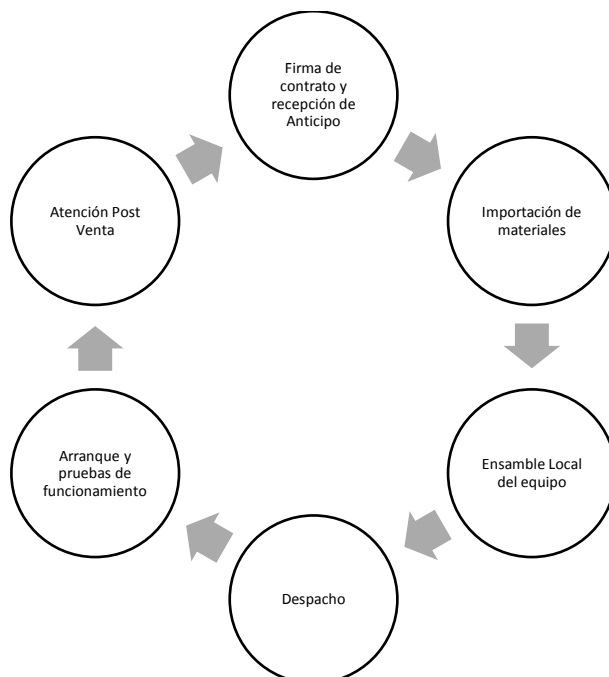 Firma de
contrato y
recepción de
Anticipo
Importación de
materiales
Ensamble Local
del equipo
Despacho
Arranque y
pruebas de
funcionamiento
Atención Post
Venta